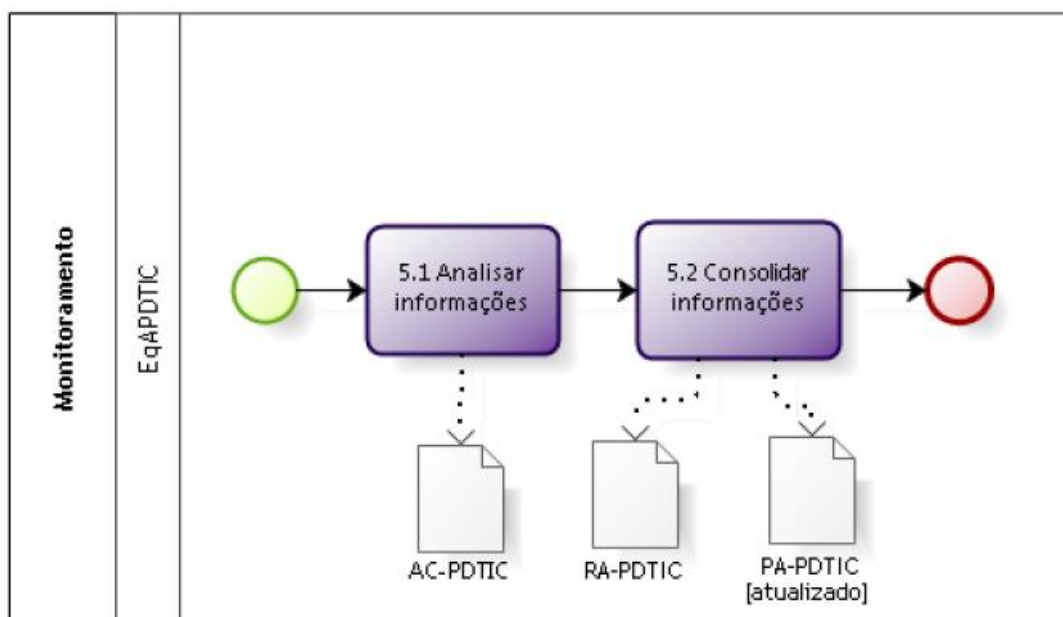 Monitoramento
EqAPDTIC
5.1 Analisar
informações
5.2 Consolidar
informações
AC-PDTIC
RA-PDTIC
PA-PDTIC
[atualizado]